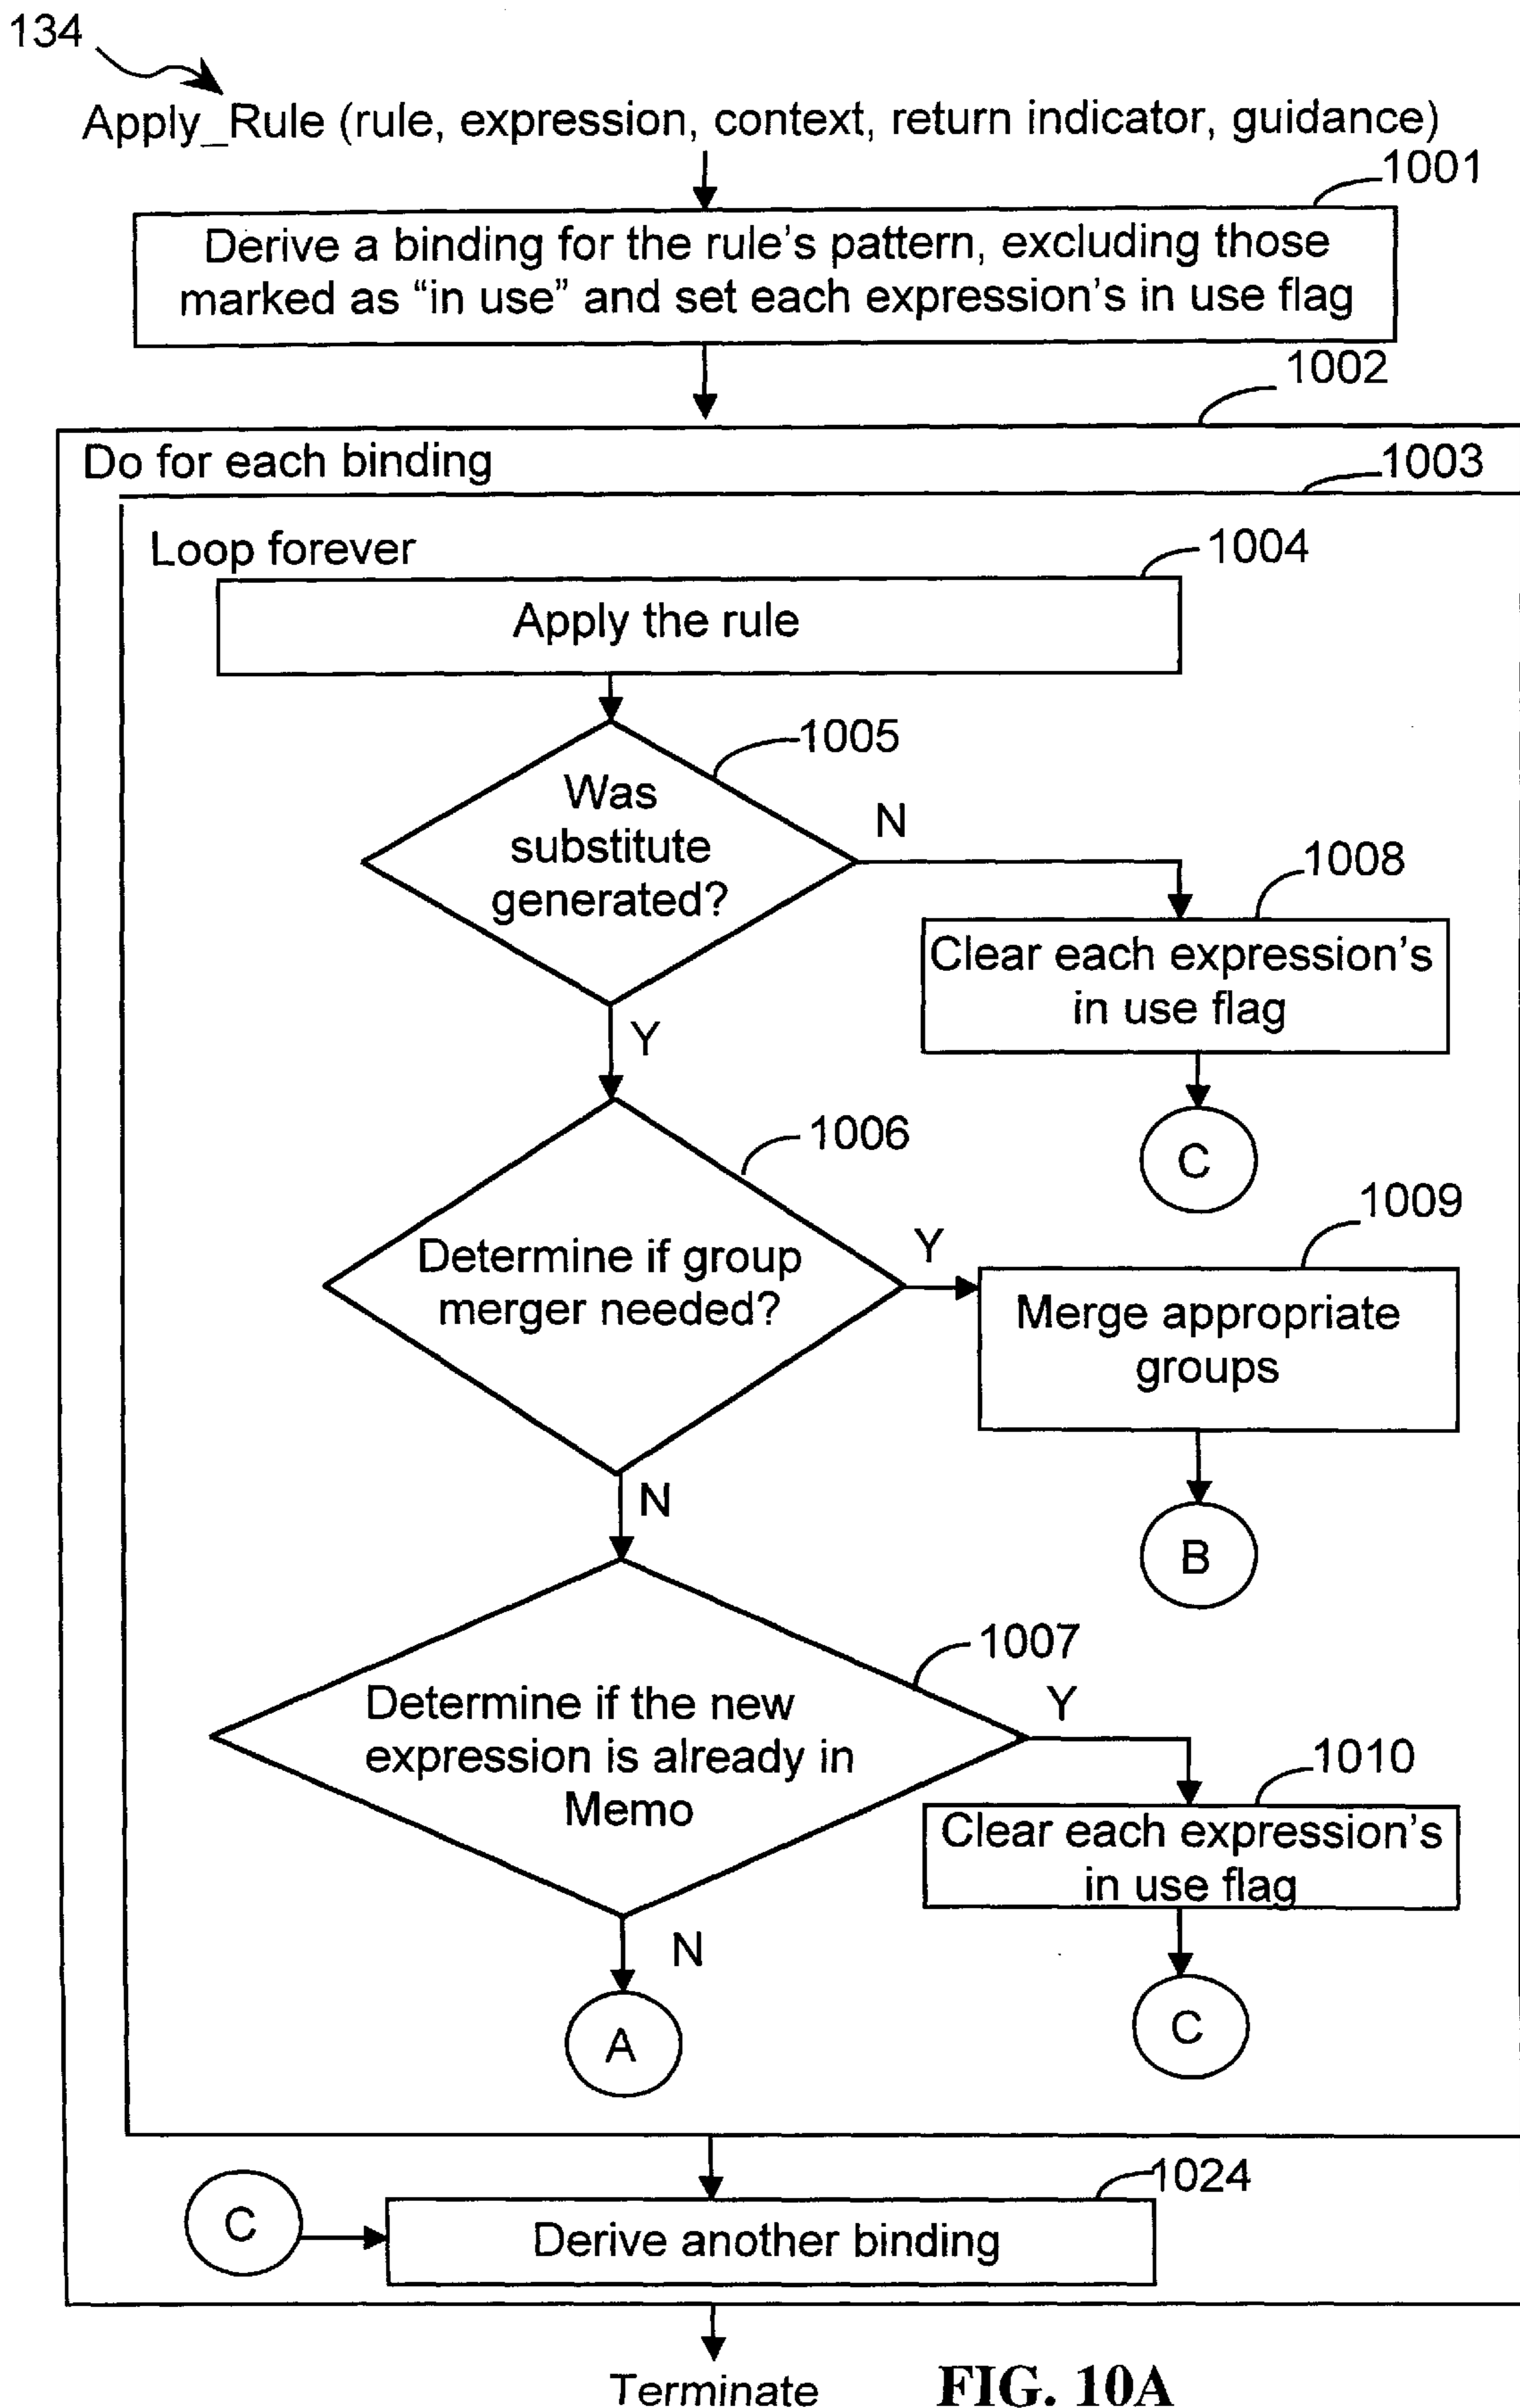 134
Apply_Rule (rule, expression, context, return indicator, guidance)
1001
Derive a binding for the rule's pattern, excluding those
marked as “in use” and set each expression's in use flag
1002
Do for each binding
1003
Loop forever
1004
Apply the rule
1005
Was
substitute
generated?
N
1008
Clear each expression's
in use flag
Y
C
1006
1009
Determine if group
merger needed?
Y
Merge appropriate
groups
N
B
1007
Determine if the new
expression is already in
Memo
Y
1010
Clear each expression's
in use flag
N
A
C
1024
C
Derive another binding
Terminate
FIG. 10A